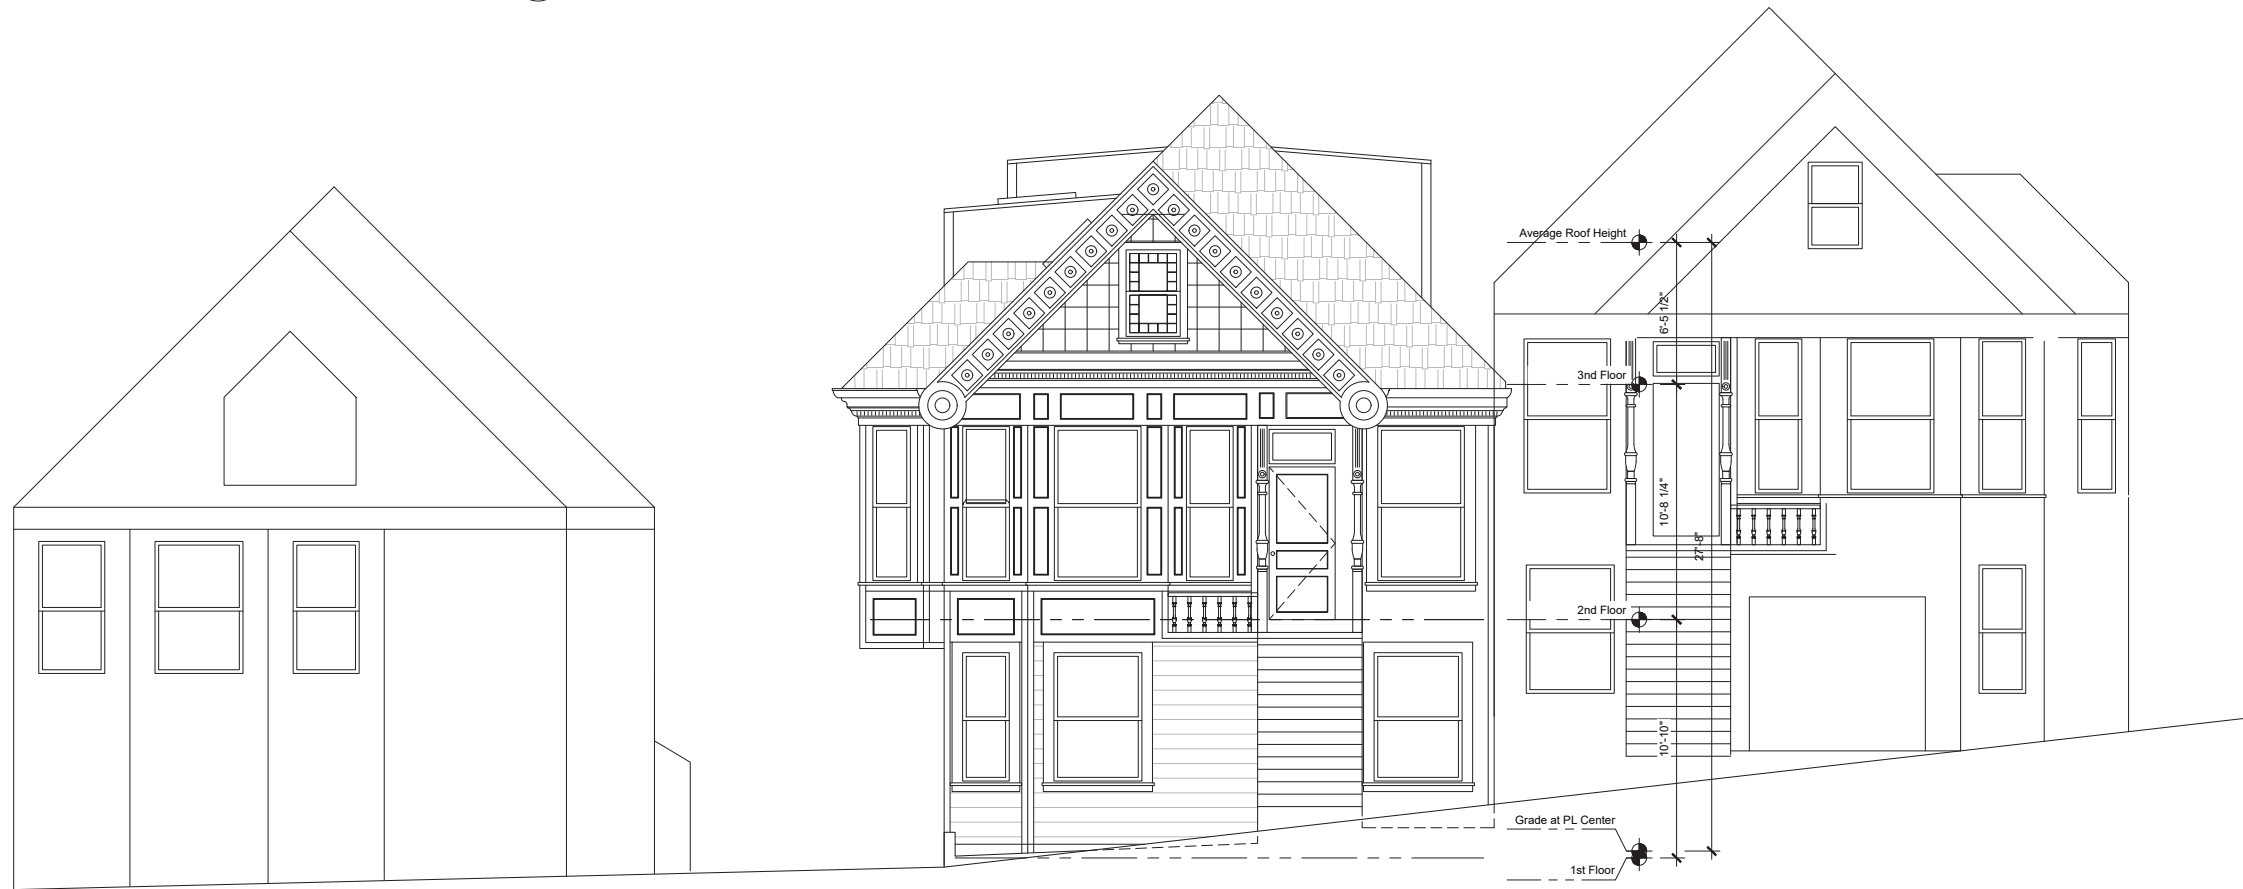 Average Roof Height
6'-5 1/2"
3nd Floor
10'-8 1/4"
27'-8"
2nd Floor
10'-10"
Grade at PL Center
1st Floor